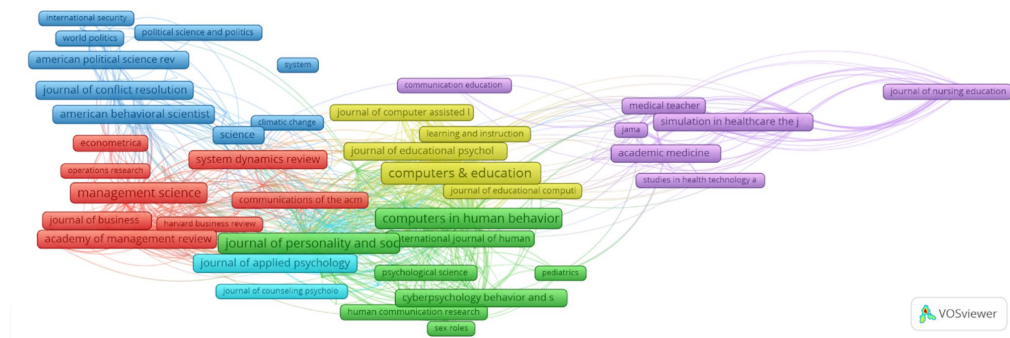 international security
political science and politics
world politics
american political science rev
system
journal of conflict resolution
communication education
journal of nursing education
american behavioral scientist
journal of computer assisted l
medical teacher
climatic change
simulation in healthcare the j
science
learning and instruction
jama
econometrica
journal of educational psychol
academic medicine
system dynamics review
operations research
computers & education
studies in health technology a
management science
journal of educational computi
communications of the acm
journal of business
harvard business review
computers in human behavior
academy of management review
journal of personality and soc
international journal of human
journal of applied psychology
psychological science
pediatrics
journal of counseling psycholo
cyberpsychology behavior and s
human communication research
sex roles
VOSviewer